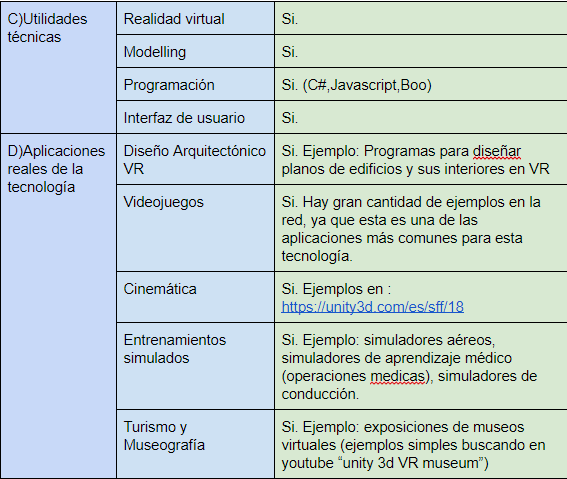 C)Utilidades
técnicas
Realidad virtual
Si.
Modelling
Si.
Programación
Si. (C#,Javascript,Boo)
Interfaz de usuario
Si.
D)Aplicaciones
reales de la
tecnología
Diseño Arquitectónico
VR
Si. Ejemplo: Programas para diseñar
planos de edificios y sus interiores en VR
Videojuegos
Si. Hay gran cantidad de ejemplos en la
red, ya que esta es una de las
aplicaciones más comunes para esta
tecnología.
Cinemática
Si. Ejemplos en :
https://unity3d.com/es/sff/18
Entrenamientos
simulados
Si. Ejemplo: simuladores aéreos,
simuladores de aprendizaje médico
(operaciones medicas), simuladores de
conducción.
Turismo y
Museografía
Si. Ejemplo: exposiciones de museos
virtuales (ejemplos simples buscando en
youtube “unity 3d VR museum”)